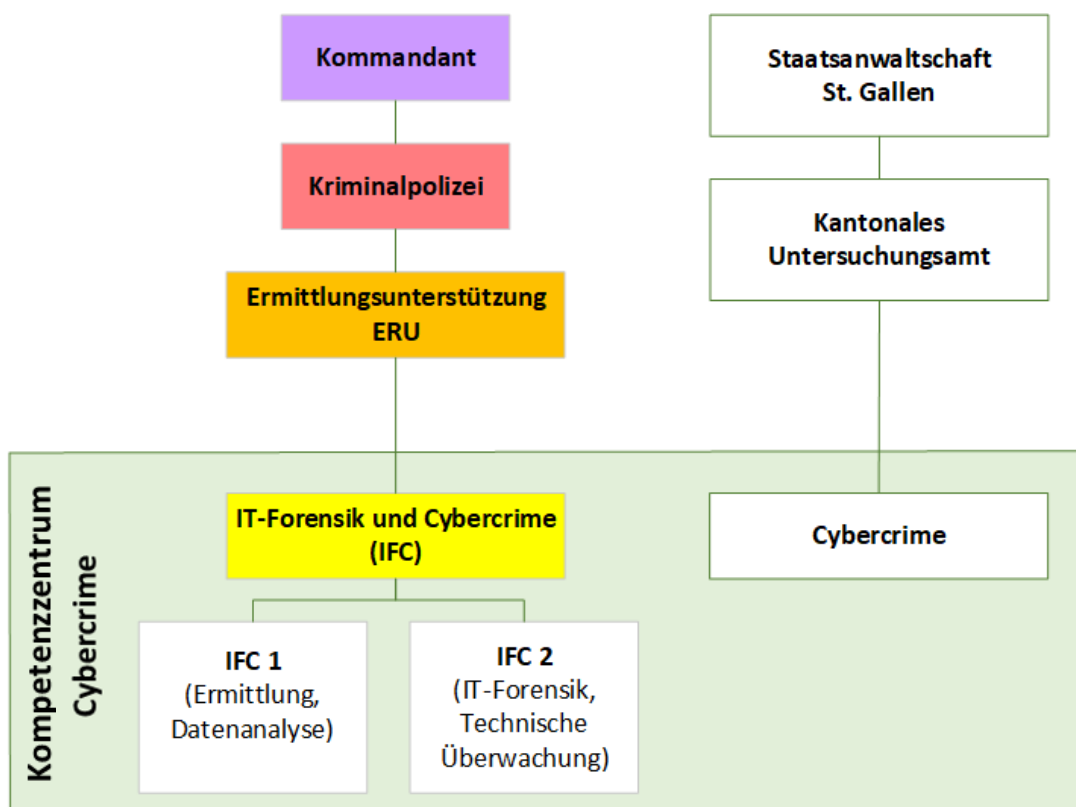 Kommandant
Staatsanwaltschaft
St. Gallen
Kriminalpolizei
Kantonales
Untersuchungsamt
Ermittlungsunterstützung
ERU
Kompetenzzentrum
Cybercrime
IT-Forensik und Cybercrime
(IFC)
Cybercrime
IFC 1
(Ermittlung,
Datenanalyse)
IFC 2
(IT-Forensik,
Technische
Überwachung)